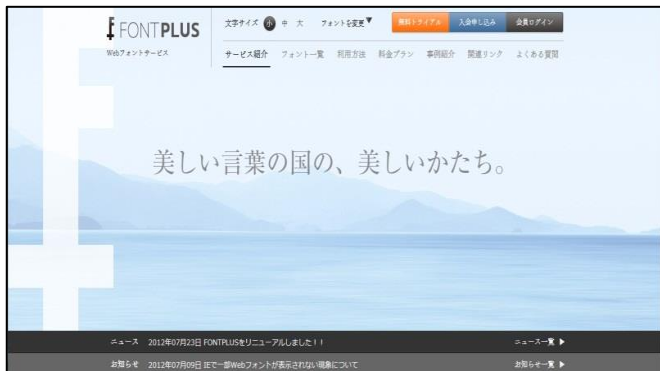 FONTPLUS
Webフォントサービス
文字サイズ 小 中 大 フォントを変更▼ 無料トライアル 入会申し込み 会員ログイン
サービス紹介 フォント一覧 利用方法 料金プラン 事例紹介 関連リンク よくある質問
美しい言葉の国の、美しいかたち。
ニュース 2012年07月23日 FONTPLUSをリニューアルしました！！ ニュース一覧 ▶
お知らせ 2012年07月09日 IEで一部Webフォントが表示されない現象について お知らせ一覧 ▶